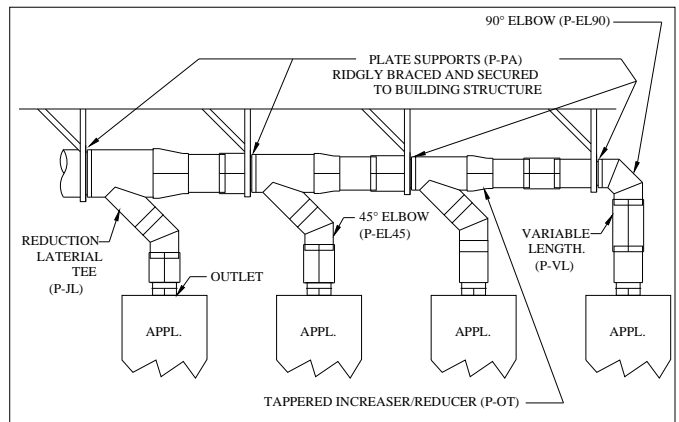 90° ELBOW (P-EL90)
PLATE SUPPORTS (P-PA)
RIDGLY BRACED AND SECURED
TO BUILDING STRUCTURE
45° ELBOW
(P-EL45)
REDUCTION
LATERIAL
TEE
(P-JL)
VARIABLE
LENGTH.
(P-VL)
OUTLET
APPL.
APPL.
APPL.
APPL.
TAPPERED INCREASER/REDUCER (P-OT)